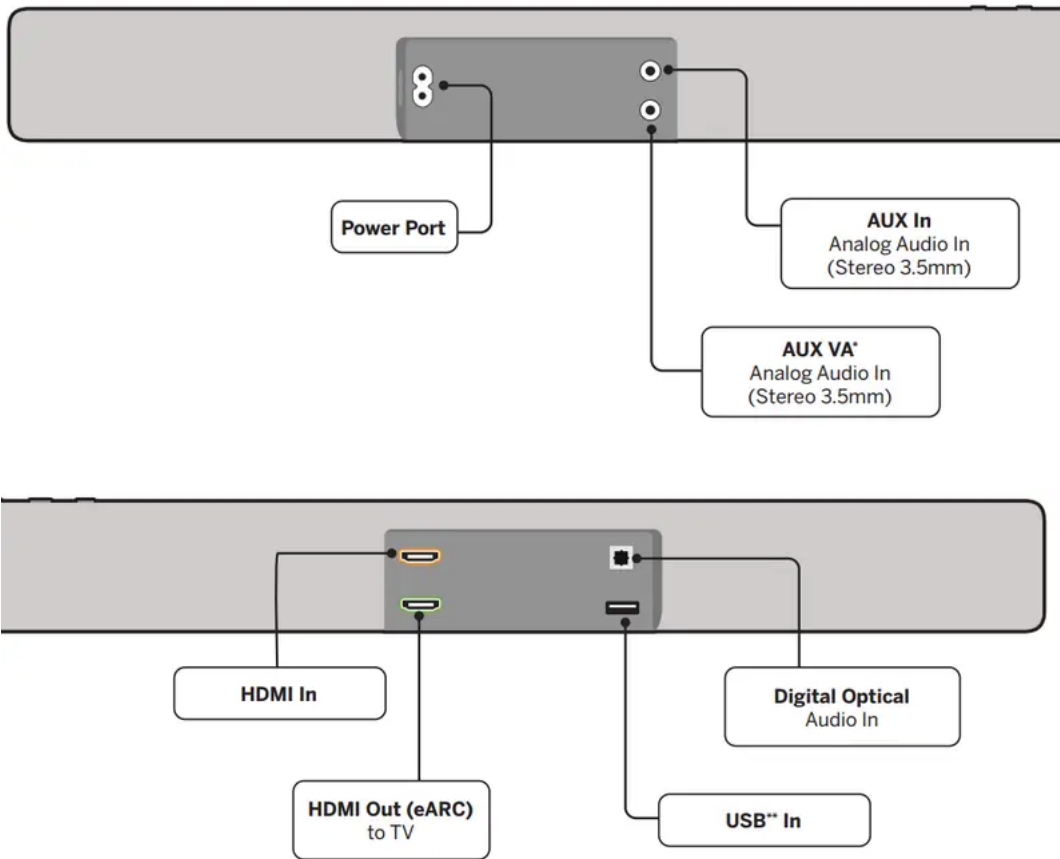 Power Port
AUX In
Analog Audio In
(Stereo 3.5mm)
AUX VA*
Analog Audio In
(Stereo 3.5mm)
HDMI In
Digital Optical
Audio In
HDMI Out (eARC)
to TV
USB** In